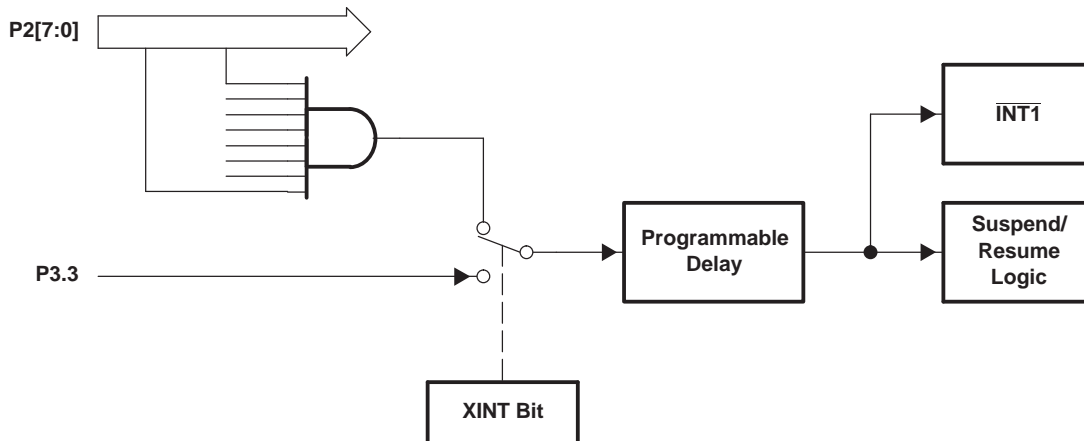 P2[7:0]
INT1
Programmable
Delay
Suspend/
Resume
Logic
P3.3
XINT Bit